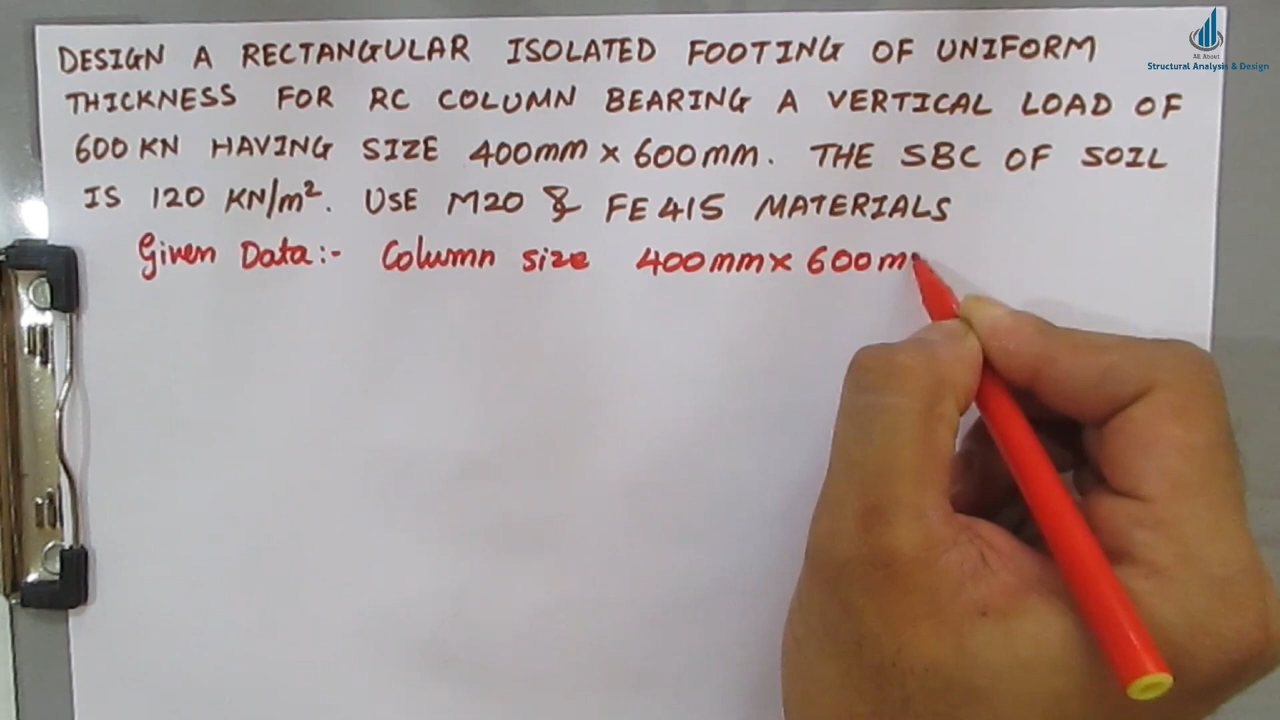 All About
Structural Analysis & Design
DESIGN A RECTANGULAR ISOLATED FOOTING OF UNIFORM
THICKNESS FOR RC COLUMN BEARING A VERTICAL LOAD OF
600 KN HAVING SIZE 400mm x 600mm. THE SBC OF SOIL
IS 120 KN/m². USE M20 & FE415 MATERIALS
Given Data:- Column size 400mm x 600m